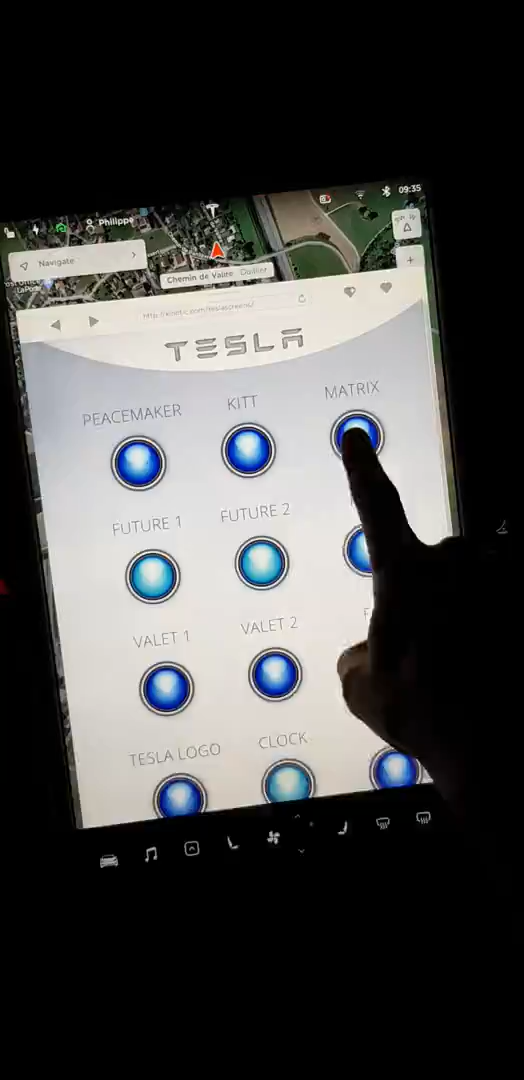 Philippe
09:35
Navigate
Chemin de Valire
TESLA
PEACEMAKER KITT MATRIX
FUTURE 1 FUTURE 2
VALET 1 VALET 2 F
TESLA LOGO CLOCK